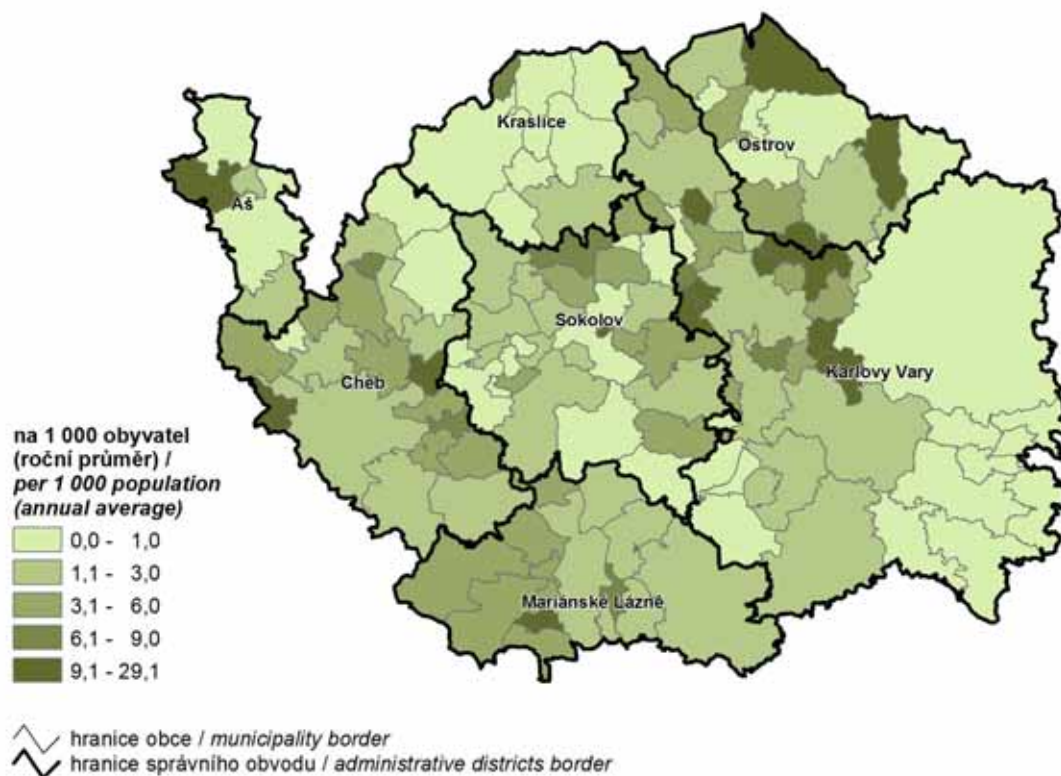 Kraslice
Ostrov
Aš
Sokolov
Karlovy Vary
Cheb
Mariánské Lázně
na 1 000 obyvatel
(roční průměr) /
per 1 000 population
(annual average)
0,0 - 1,0
1,1 - 3,0
3,1 - 6,0
6,1 - 9,0
9,1 - 29,1
hranice obce / municipality border
hranice správního obvodu / administrative districts border